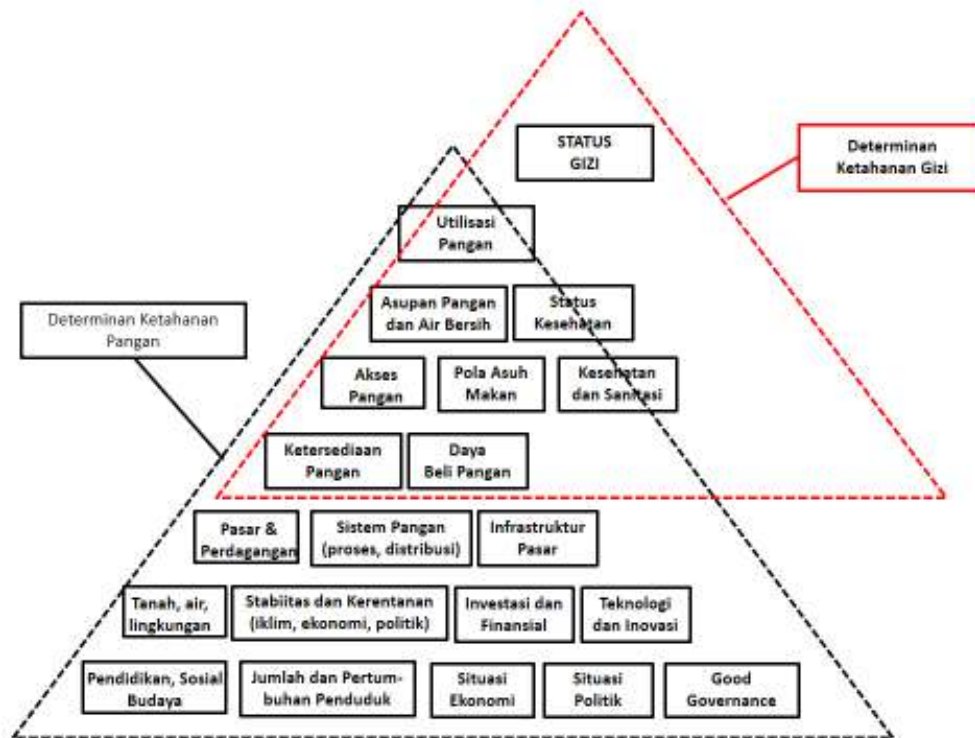 STATUS
GIZI
Determinan
Ketahanan Gizi
Utilisasi
Pangan
Determinan Ketahanan
Pangan
Asupan Pangan
dan Air Bersih
Status
Kesehatan
Akses
Pangan
Pola Asuh
Makan
Kesehatan
dan Sanitasi
Ketersediaan
Pangan
Daya
Beli Pangan
Pasar &
Perdagangan
Sistem Pangan
(proses, distribusi)
Infrastruktur
Pasar
Tanah, air,
lingkungan
Stabiitas dan Kerentanan
(iklim, ekonomi, politik)
Investasi dan
Finansial
Teknologi
dan Inovasi
Pendidikan, Sosial
Budaya
Jumlah dan Pertum-
buhan Penduduk
Situasi
Ekonomi
Situasi
Politik
Good
Governance